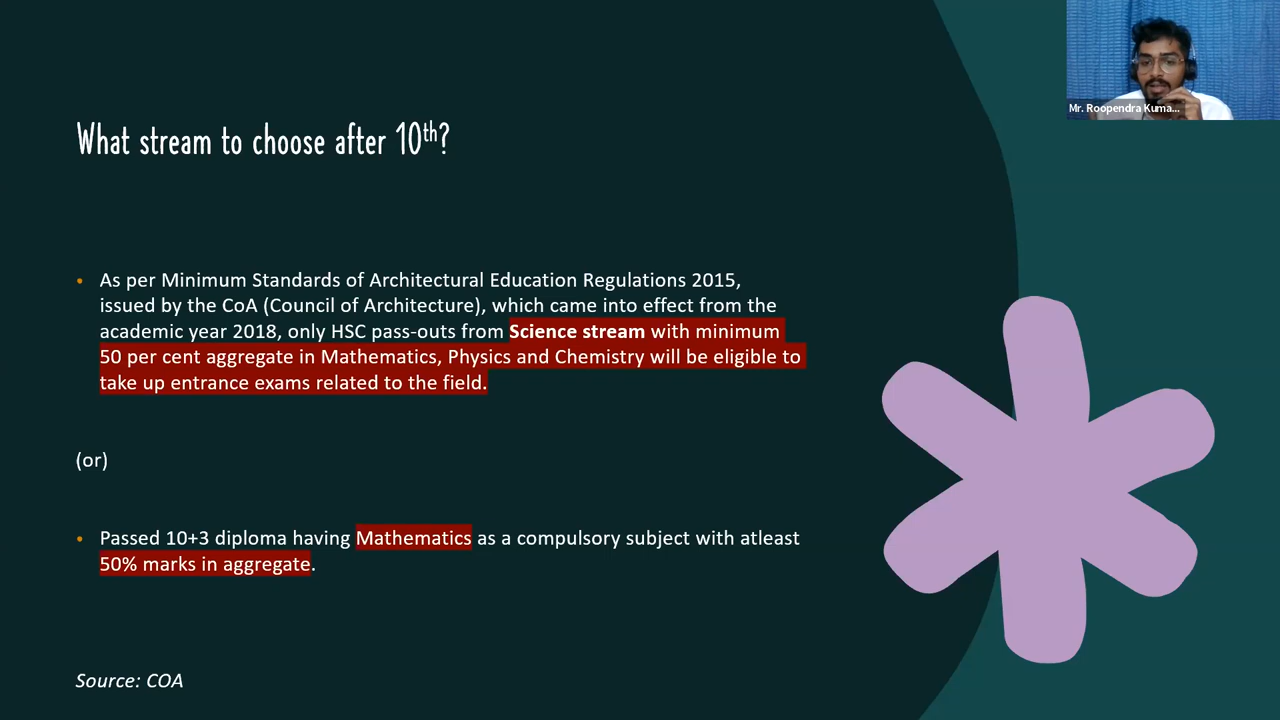 Mr. Roopendra Kuma...
What stream to choose after 10th?
• As per Minimum Standards of Architectural Education Regulations 2015,
issued by the CoA (Council of Architecture), which came into effect from the
academic year 2018, only HSC pass-outs from Science stream with minimum
50 per cent aggregate in Mathematics, Physics and Chemistry will be eligible to
take up entrance exams related to the field.
(or)
• Passed 10+3 diploma having Mathematics as a compulsory subject with atleast
50% marks in aggregate.
Source: COA